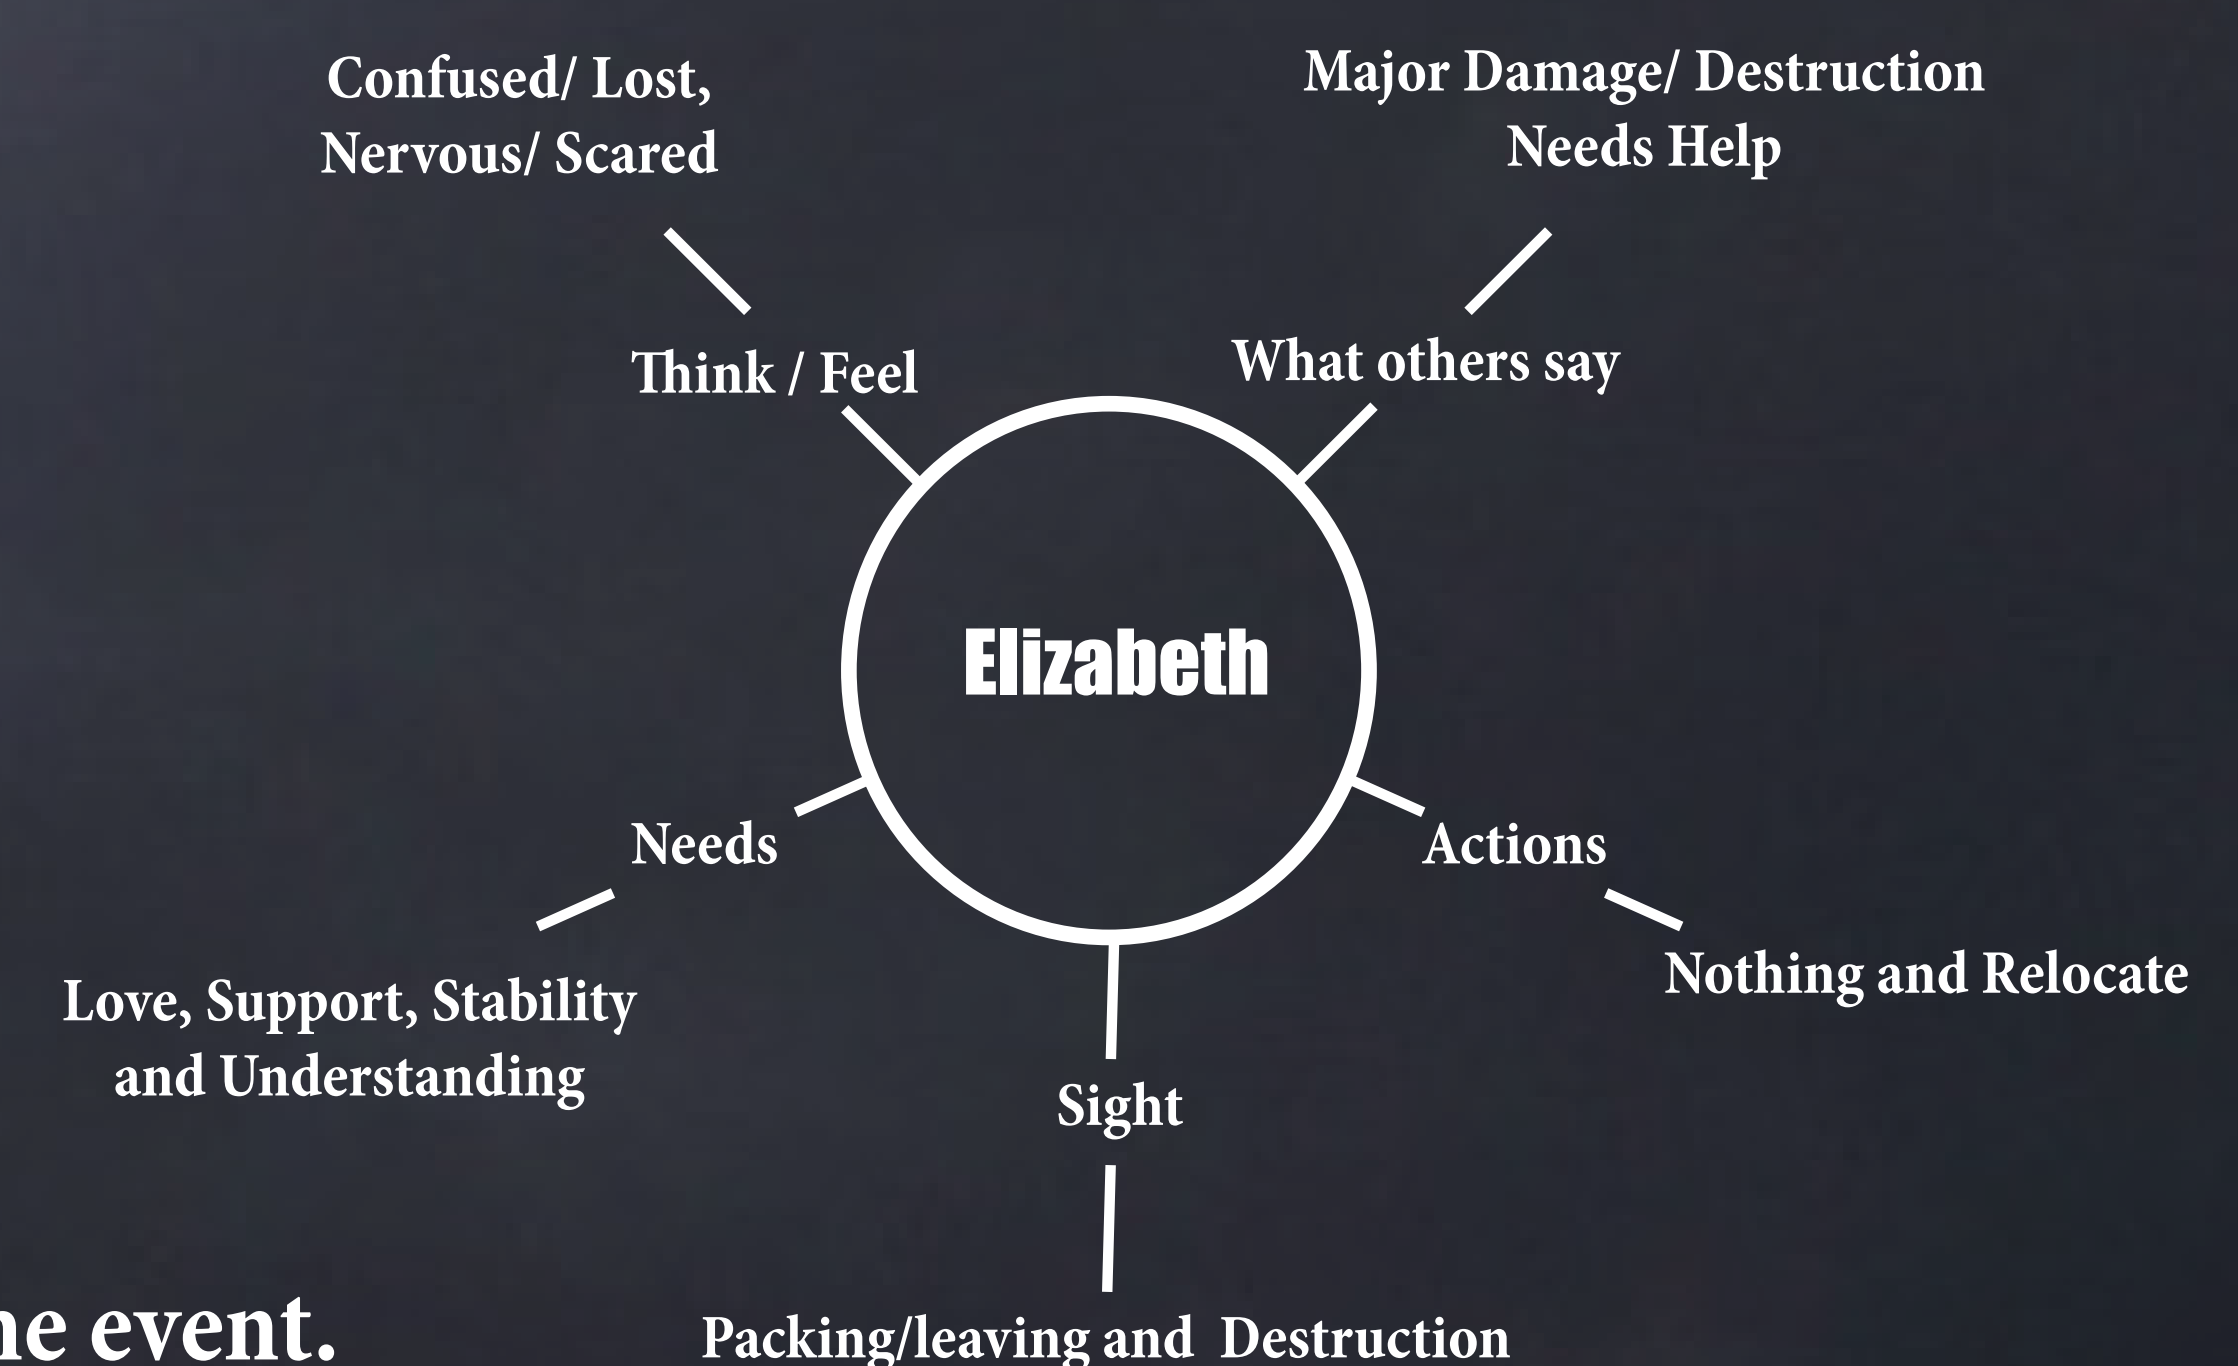 Confused/ Lost,
Nervous/ Scared
Major Damage/ Destruction
Needs Help
Think / Feel
What others say
Elizabeth
Needs
Actions
Love, Support, Stability
and Understanding
Nothing and Relocate
Sight
event.
Packing/leaving and Destruction